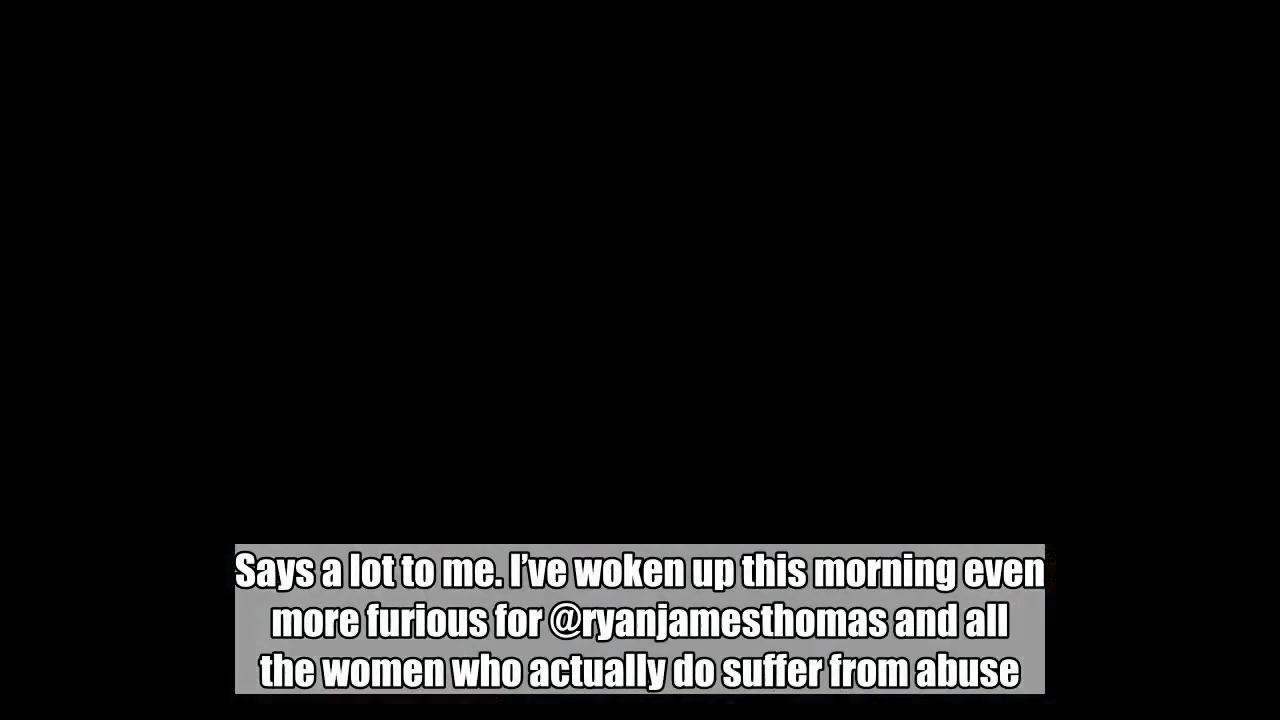 Says a lot to me. I’ve woken up this morning even
more furious for @ryanjamesthomas and all
the women who actually do suffer from abuse